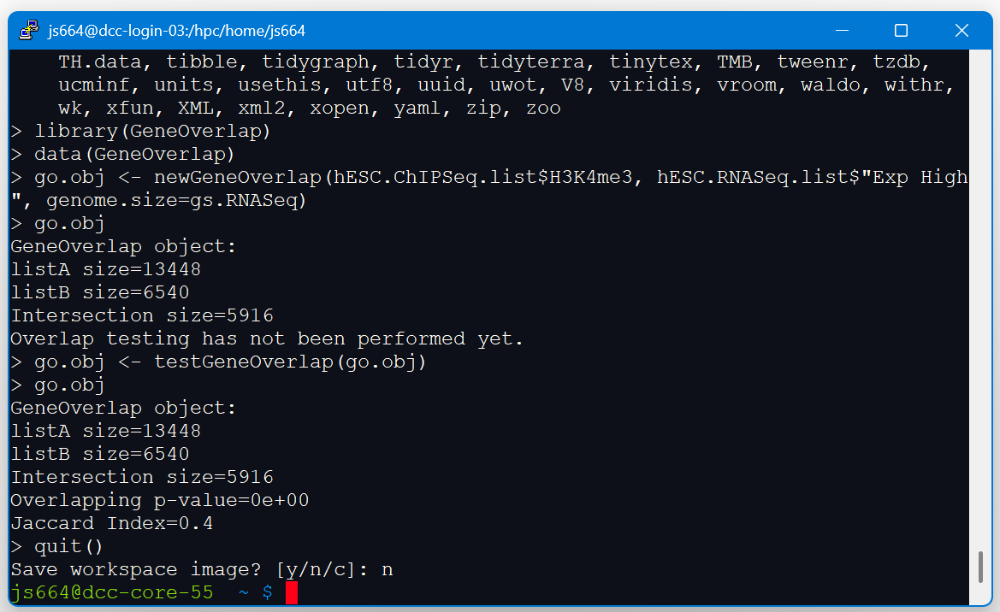 js664@dcc-login-03:/hpc/home/js664
TH.data, tibble, tidygraph, tidyr, tidyterra, tinytex, TMB, tweenr, tzdb,
ucminf, units, usethis, utf8, uuid, uwot, V8, viridis, vroom, waldo, withr,
wk, xfun, XML, xml2, xopen, yaml, zip, zoo
> library(GeneOverlap)
> data(GeneOverlap)
> go.obj <- newGeneOverlap(hESC.ChIPSeq.list$H3K4me3, hESC.RNASeq.list$"Exp High
", genome.size=gs.RNASeq)
> go.obj
GeneOverlap object:
listA size=13448
listB size=6540
Intersection size=5916
Overlap testing has not been performed yet.
> go.obj <- testGeneOverlap(go.obj)
> go.obj
GeneOverlap object:
listA size=13448
listB size=6540
Intersection size=5916
Overlapping p-value=0e+00
Jaccard Index=0.4
> quit()
Save workspace image? [y/n/c]: n
js664@dcc-core-55  ~ $